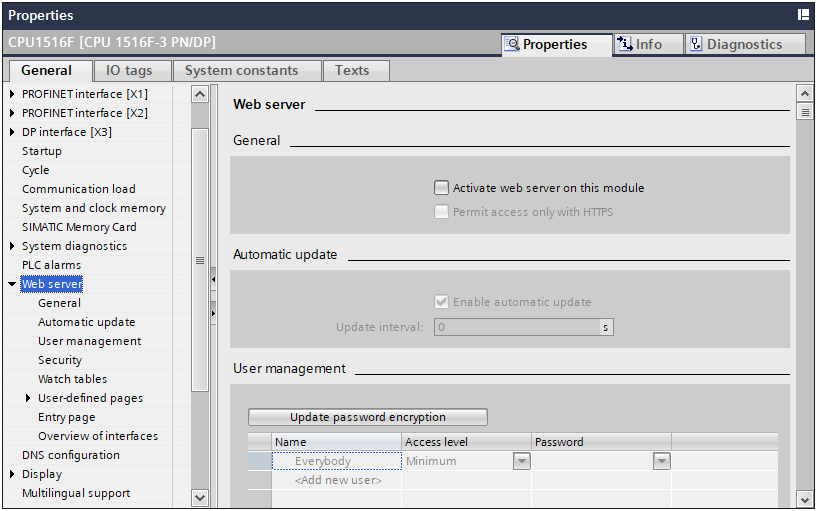 Properties
CPU1516F [CPU 1516F-3 PN/DP]
Properties
Info
Diagnostics
General
IO tags
System constants
Texts
PROFINET interface [X1]
PROFINET interface [X2]
DP interface [X3]
Startup
Cycle
Communication load
System and clock memory
SIMATIC Memory Card
System diagnostics
PLC alarms
Web server
General
Automatic update
User management
Security
Watch tables
User-defined pages
Entry page
Overview of interfaces
DNS configuration
Display
Multilingual support
Web server
General
Activate web server on this module
Permit access only with HTTPS
Automatic update
Enable automatic update
Update interval: 0 s
User management
Update password encryption
Name Access level Password
Everybody Minimum
<Add new user>